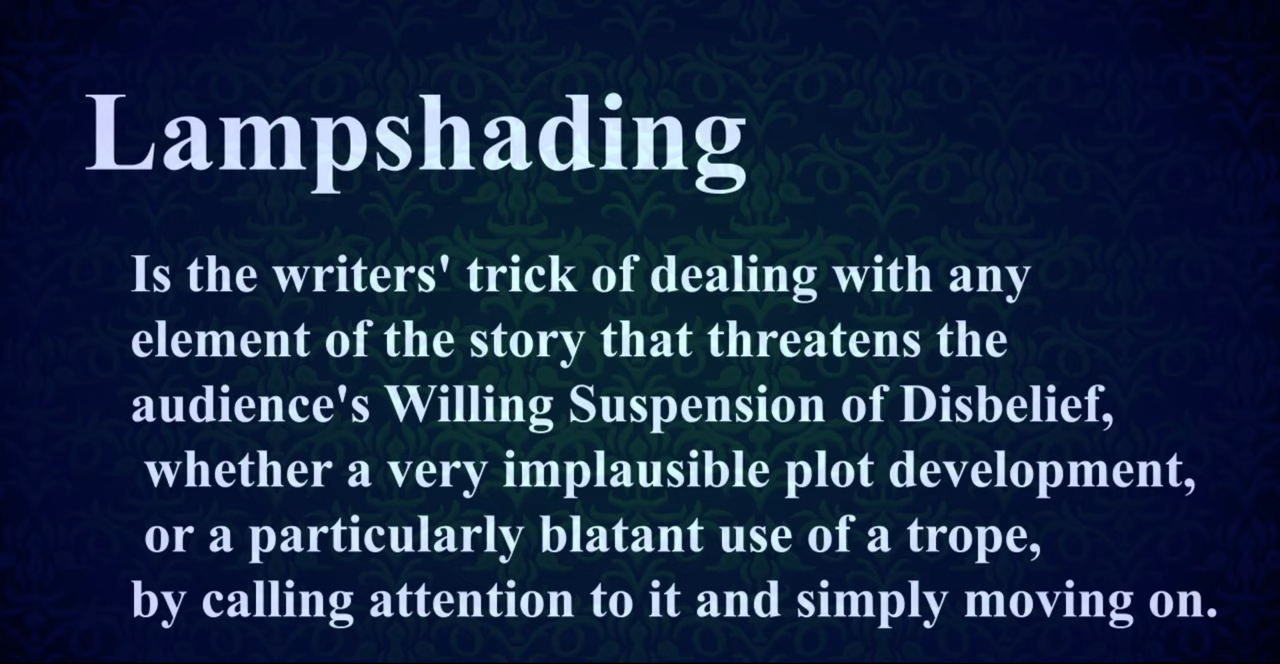 Lampshading
Is the writers' trick of dealing with any
element of the story that threatens the
audience's Willing Suspension of Disbelief,
whether a very implausible plot development,
or a particularly blatant use of a trope,
by calling attention to it and simply moving on.